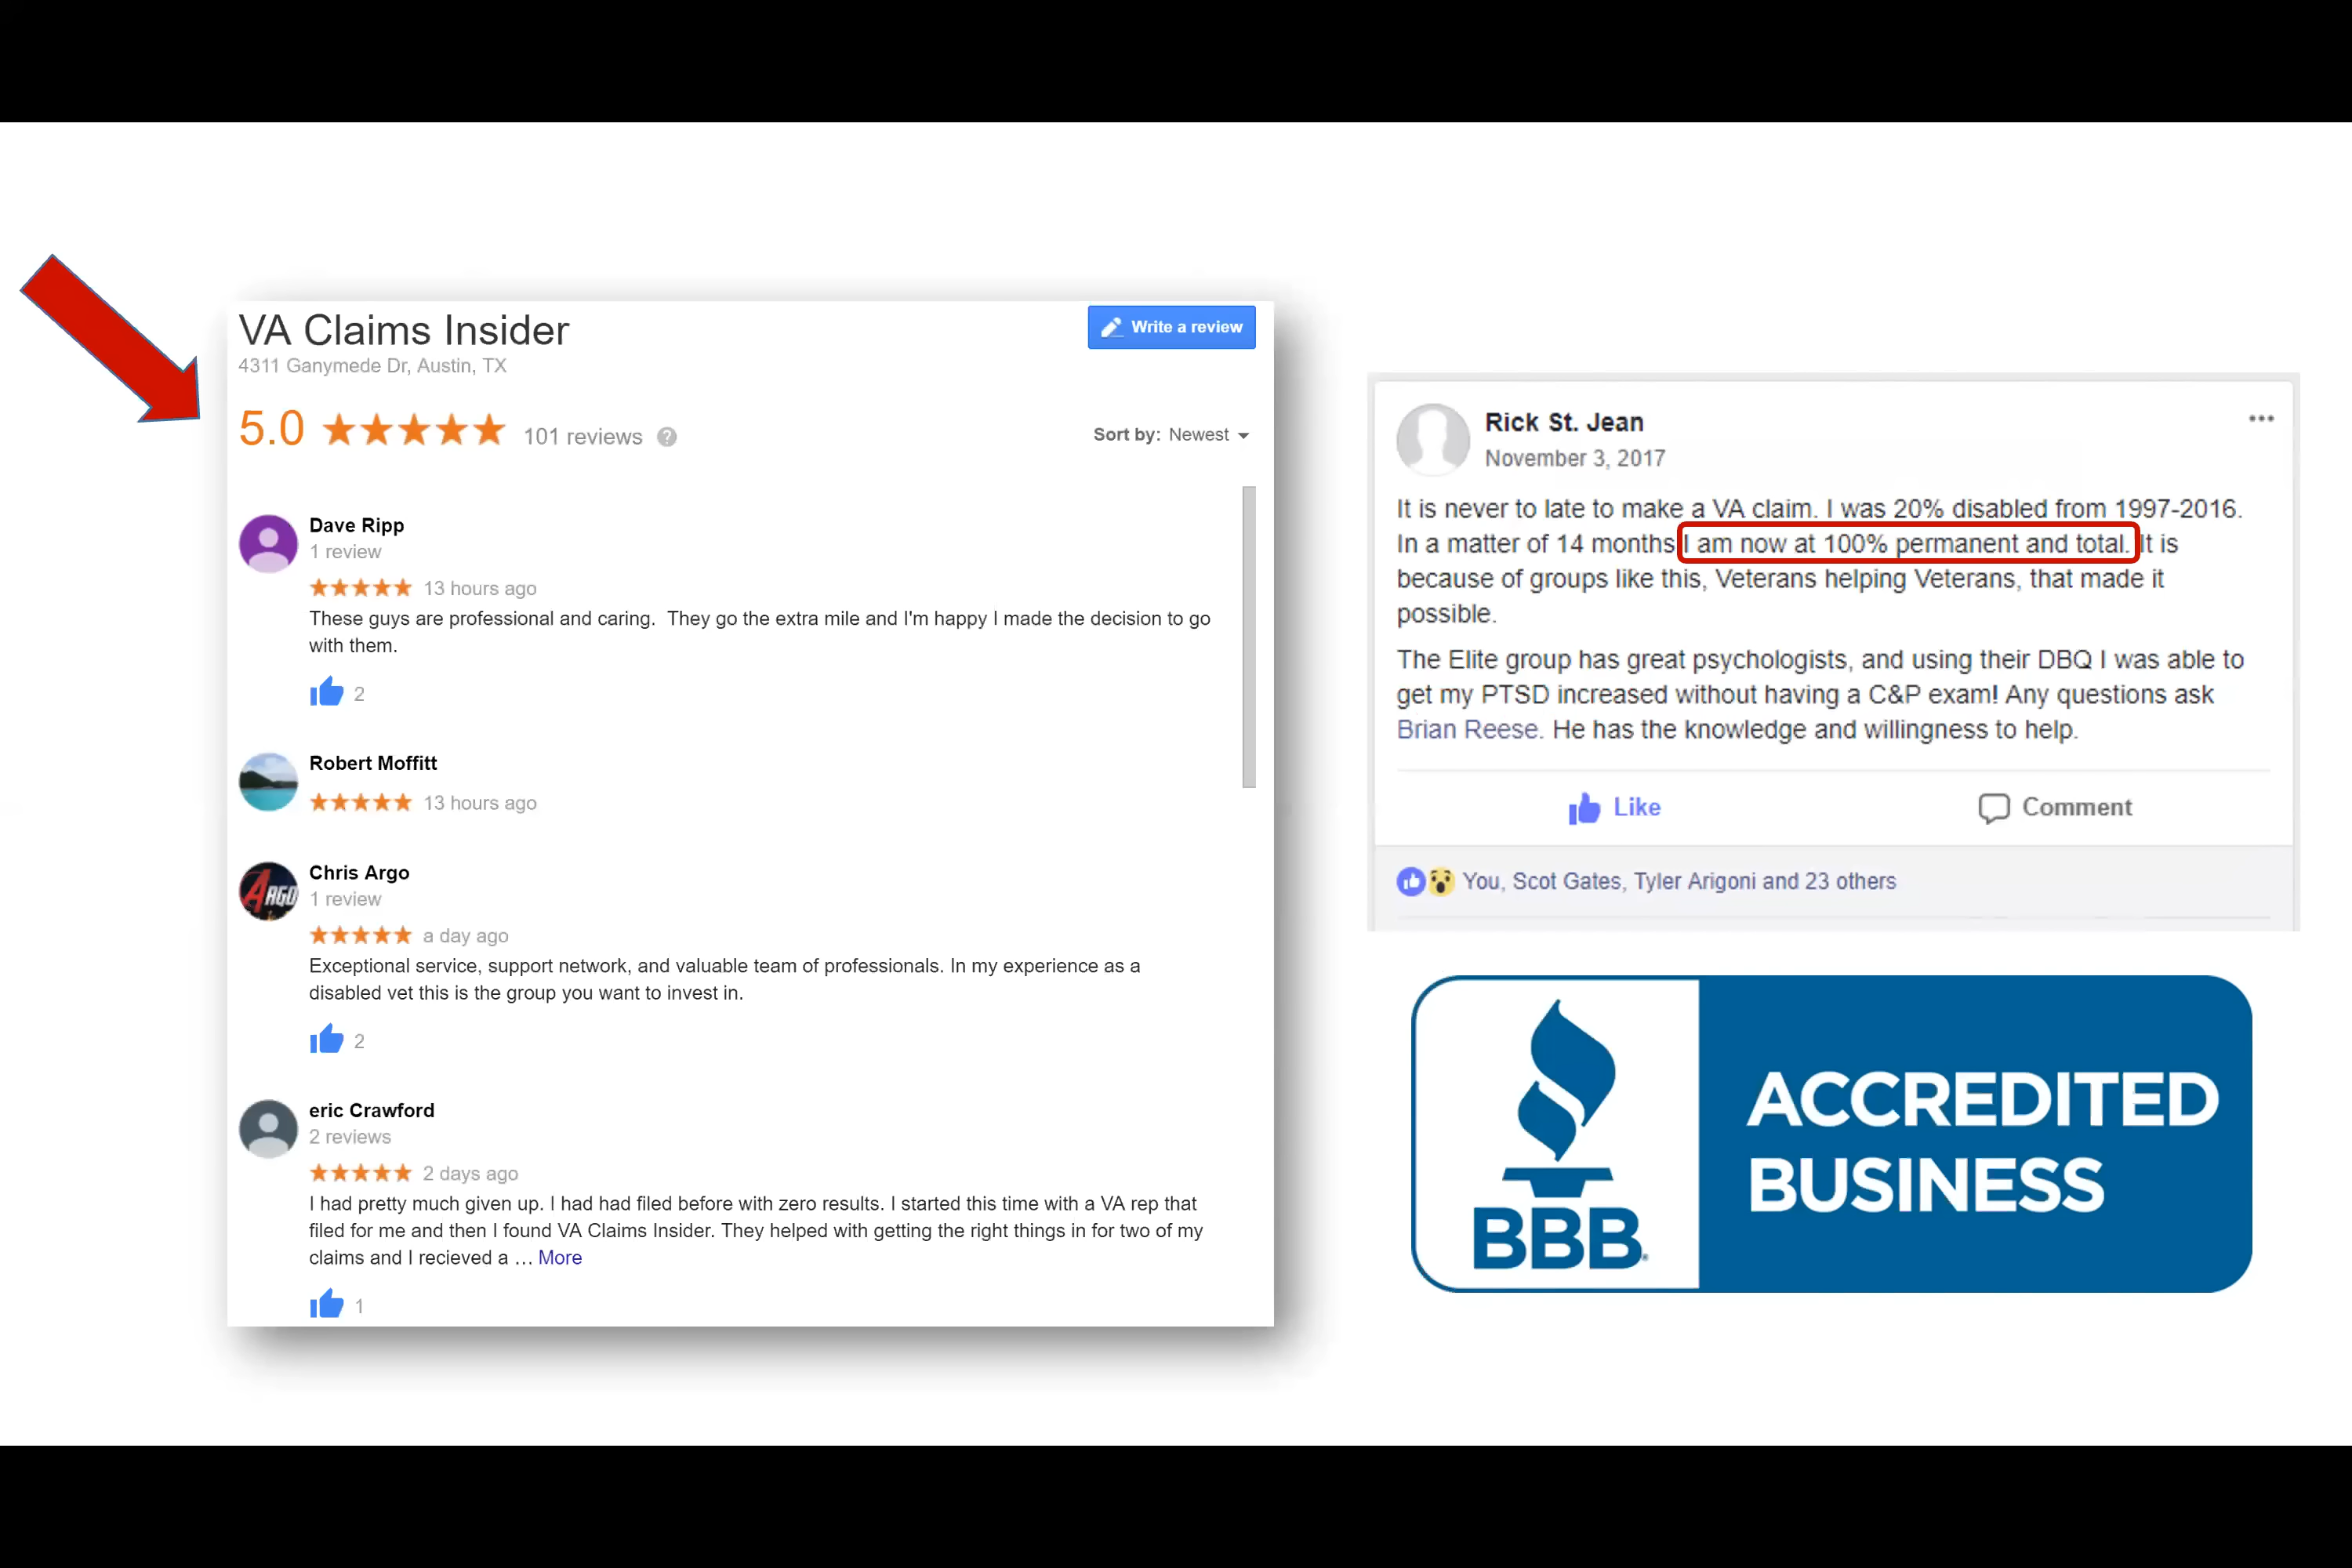 VA Claims Insider
Write a review
4311 Ganymede Dr, Austin, TX
5.0
101 reviews
?
Sort by: Newest
Dave Ripp
1 review
13 hours ago
These guys are professional and caring.  They go the extra mile and I'm happy I made the decision to go
with them.
2
Robert Moffitt
13 hours ago
ARGO
Chris Argo
1 review
a day ago
Exceptional service, support network, and valuable team of professionals. In my experience as a
disabled vet this is the group you want to invest in.
2
eric Crawford
2 reviews
2 days ago
I had pretty much given up. I had had filed before with zero results. I started this time with a VA rep that
filed for me and then I found VA Claims Insider. They helped with getting the right things in for two of my
claims and I recieved a … More
1
Rick St. Jean
November 3, 2017
It is never to late to make a VA claim. I was 20% disabled from 1997-2016.
In a matter of 14 months I am now at 100% permanent and total. It is
because of groups like this, Veterans helping Veterans, that made it
possible.
The Elite group has great psychologists, and using their DBQ I was able to
get my PTSD increased without having a C&P exam! Any questions ask
Brian Reese. He has the knowledge and willingness to help.
Like
Comment
You, Scot Gates, Tyler Arigoni and 23 others
BBB
ACCREDITED
BUSINESS